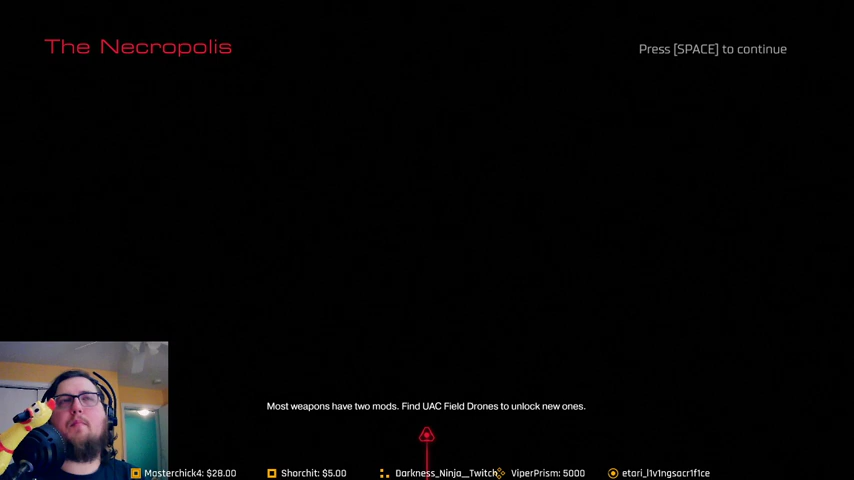 The Necropolis
Press [SPACE] to continue
Most weapons have two mods. Find UAC Field Drones to unlock new ones.
Masterchick4: $28.00
Shorchit: $5.00
Darkness_Ninja__Twitch
ViperPrism: 5000
etari_l1v1ngsacr1f1ce